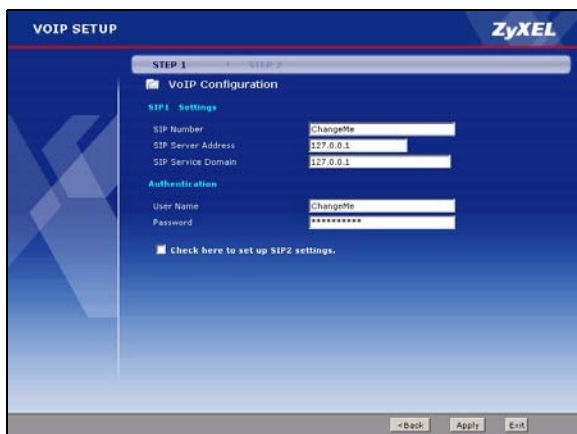 VOIP SETUP
ZyXEL
STEP 1 STEP 2
VoIP Configuration
SIP1 Settings
SIP Number ChangeMe
SIP Server Address 127.0.0.1
SIP Service Domain 127.0.0.1
Authentication
User Name ChangeMe
Password **********
Check here to set up SIP2 settings.
<Back Apply Exit